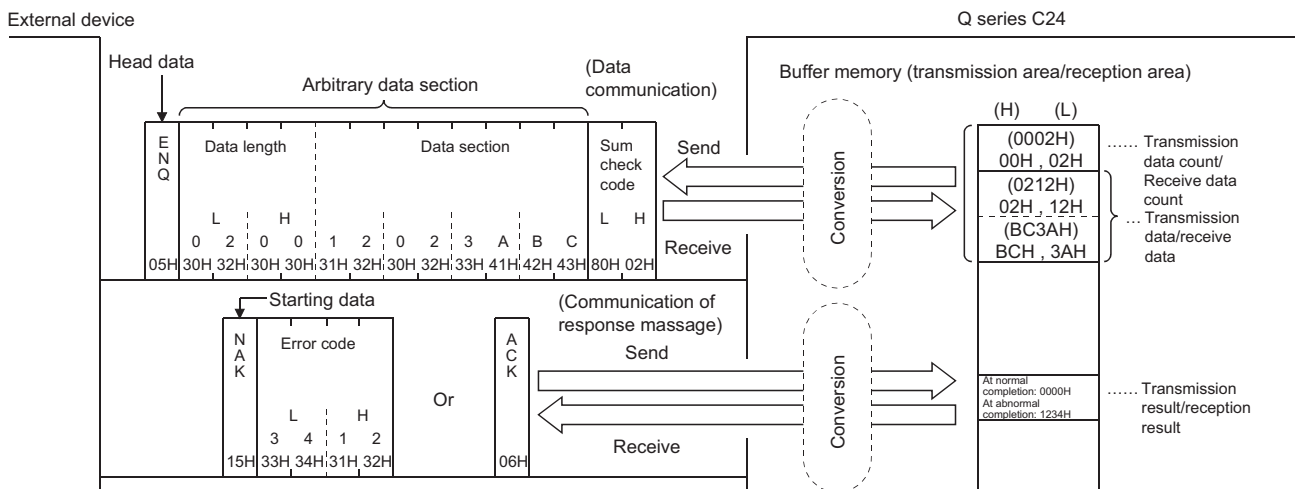 External device
Q series C24
Head data
Arbitrary data section
(Data
communication)
Buffer memory (transmission area/reception area)
(H) (L)
E
N
Q
Data length
Data section
Sum
check
code
Send
Receive
Conversion
L H
L H
0 2 0 0 1 2 0 2 3 A B C
05H 30H 32H 30H 30H 31H 32H 30H 32H 33H 41H 42H 43H 80H 02H
(0002H)
00H , 02H
(0212H)
02H , 12H
(BC3AH)
BCH , 3AH
...... Transmission
data count/
Receive data
count
... Transmission
data/receive
data
Starting data
(Communication of
response massage)
N
A
K
Error code
L H
3 4 1 2
15H 33H 34H 31H 32H
Or
A
C
K
06H
Send
Receive
Conversion
At normal
completion: 0000H
At abnormal
completion: 1234H
...... Transmission
result/reception
result